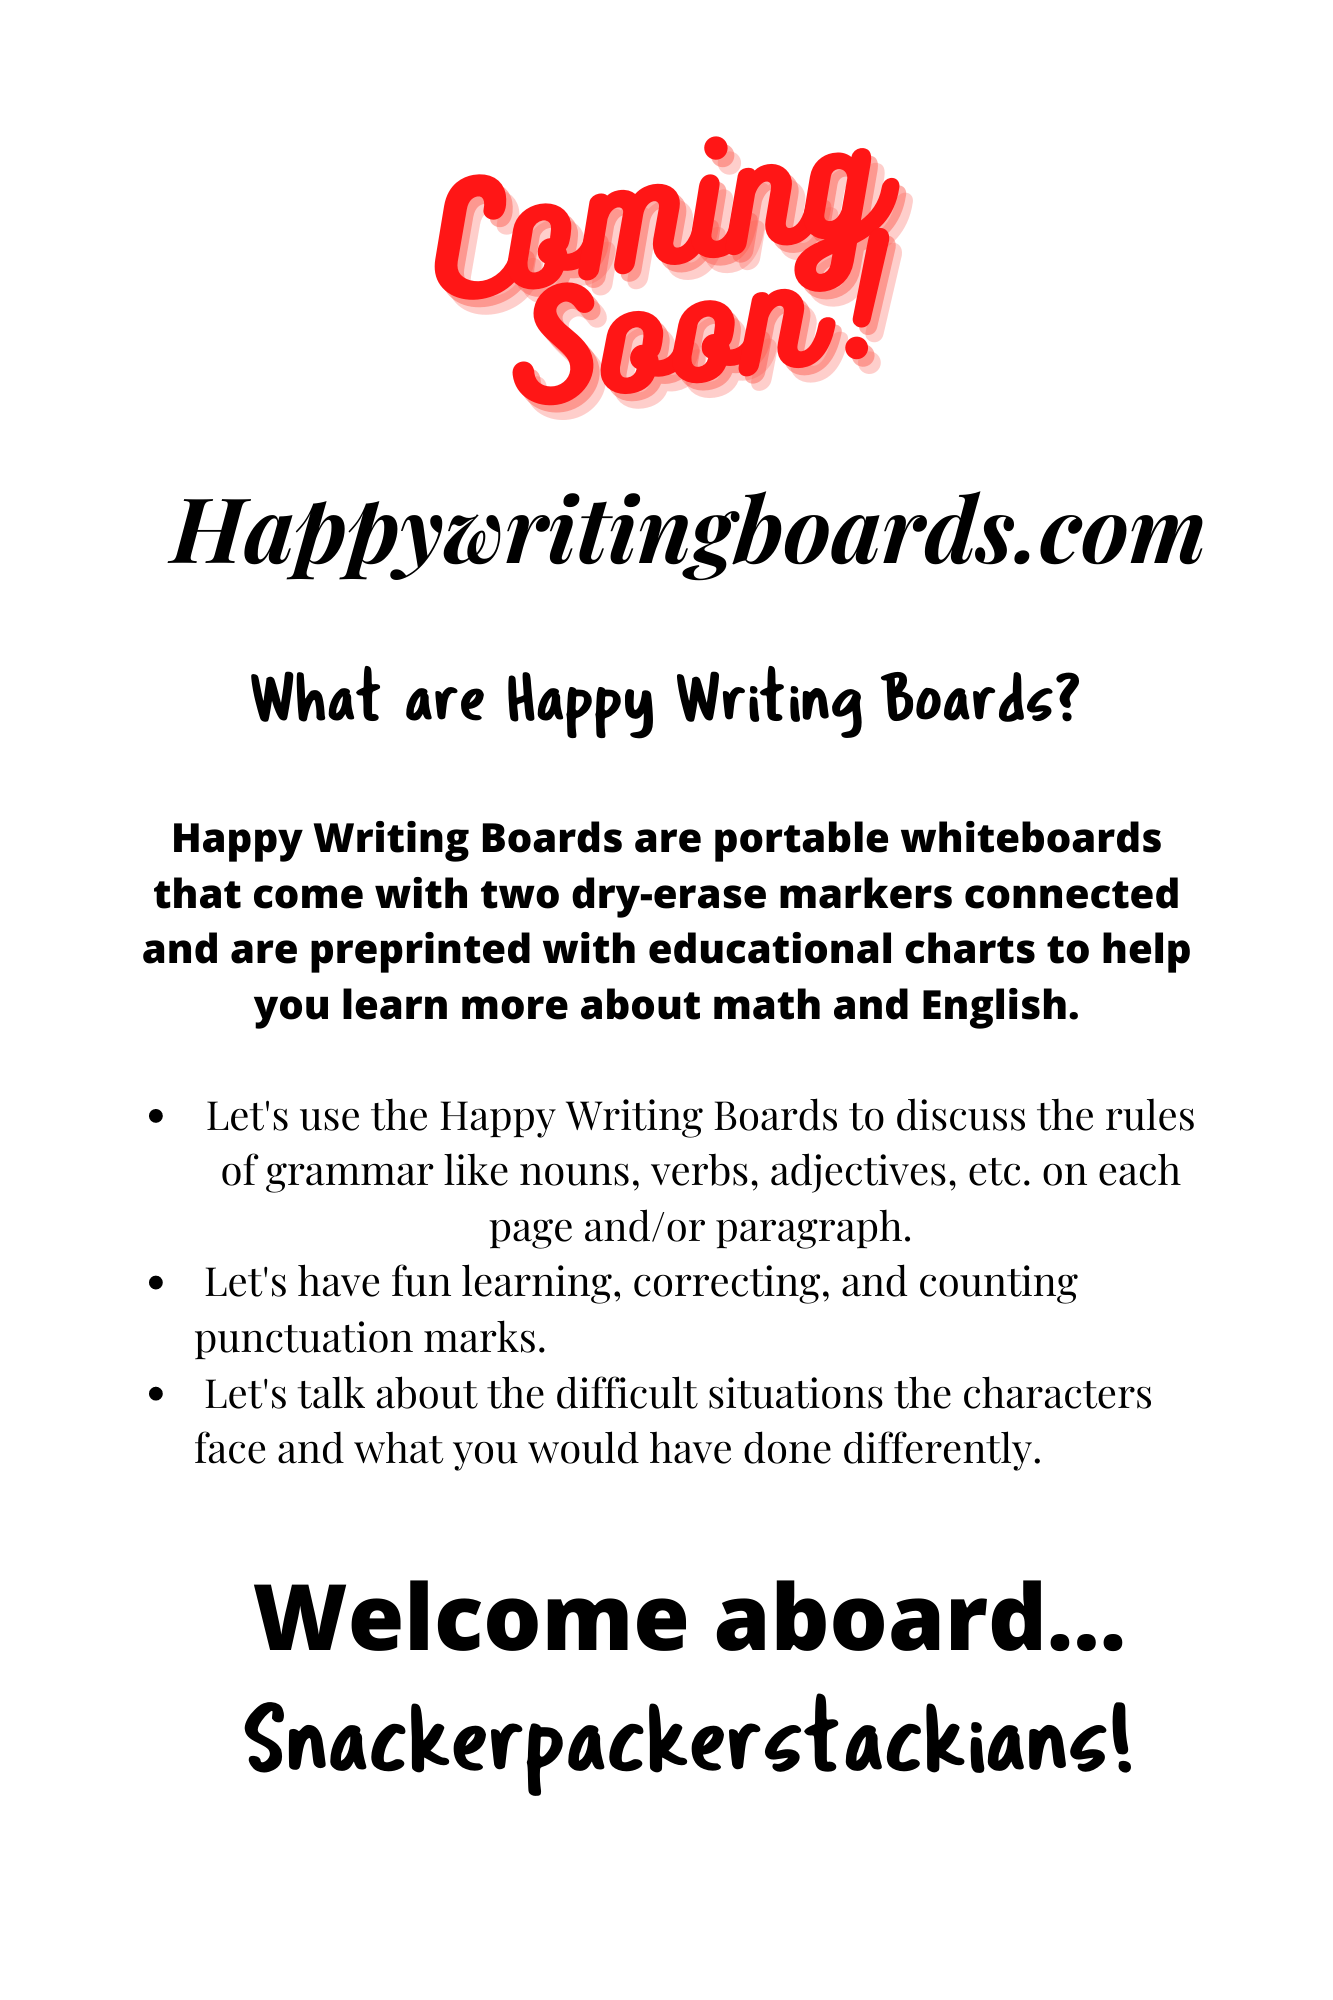 Coming
Soon!
Happywritingboards.com
What are Happy Writing Boards?
Happy Writing Boards are portable whiteboards
that come with two dry-erase markers connected
and are preprinted with educational charts to help
you learn more about math and English.
• Let's use the Happy Writing Boards to discuss the rules
of grammar like nouns, verbs, adjectives, etc. on each
page and/or paragraph.
• Let's have fun learning, correcting, and counting
punctuation marks.
• Let's talk about the difficult situations the characters
face and what you would have done differently.
Welcome aboard...
Snackerpackerstackians!